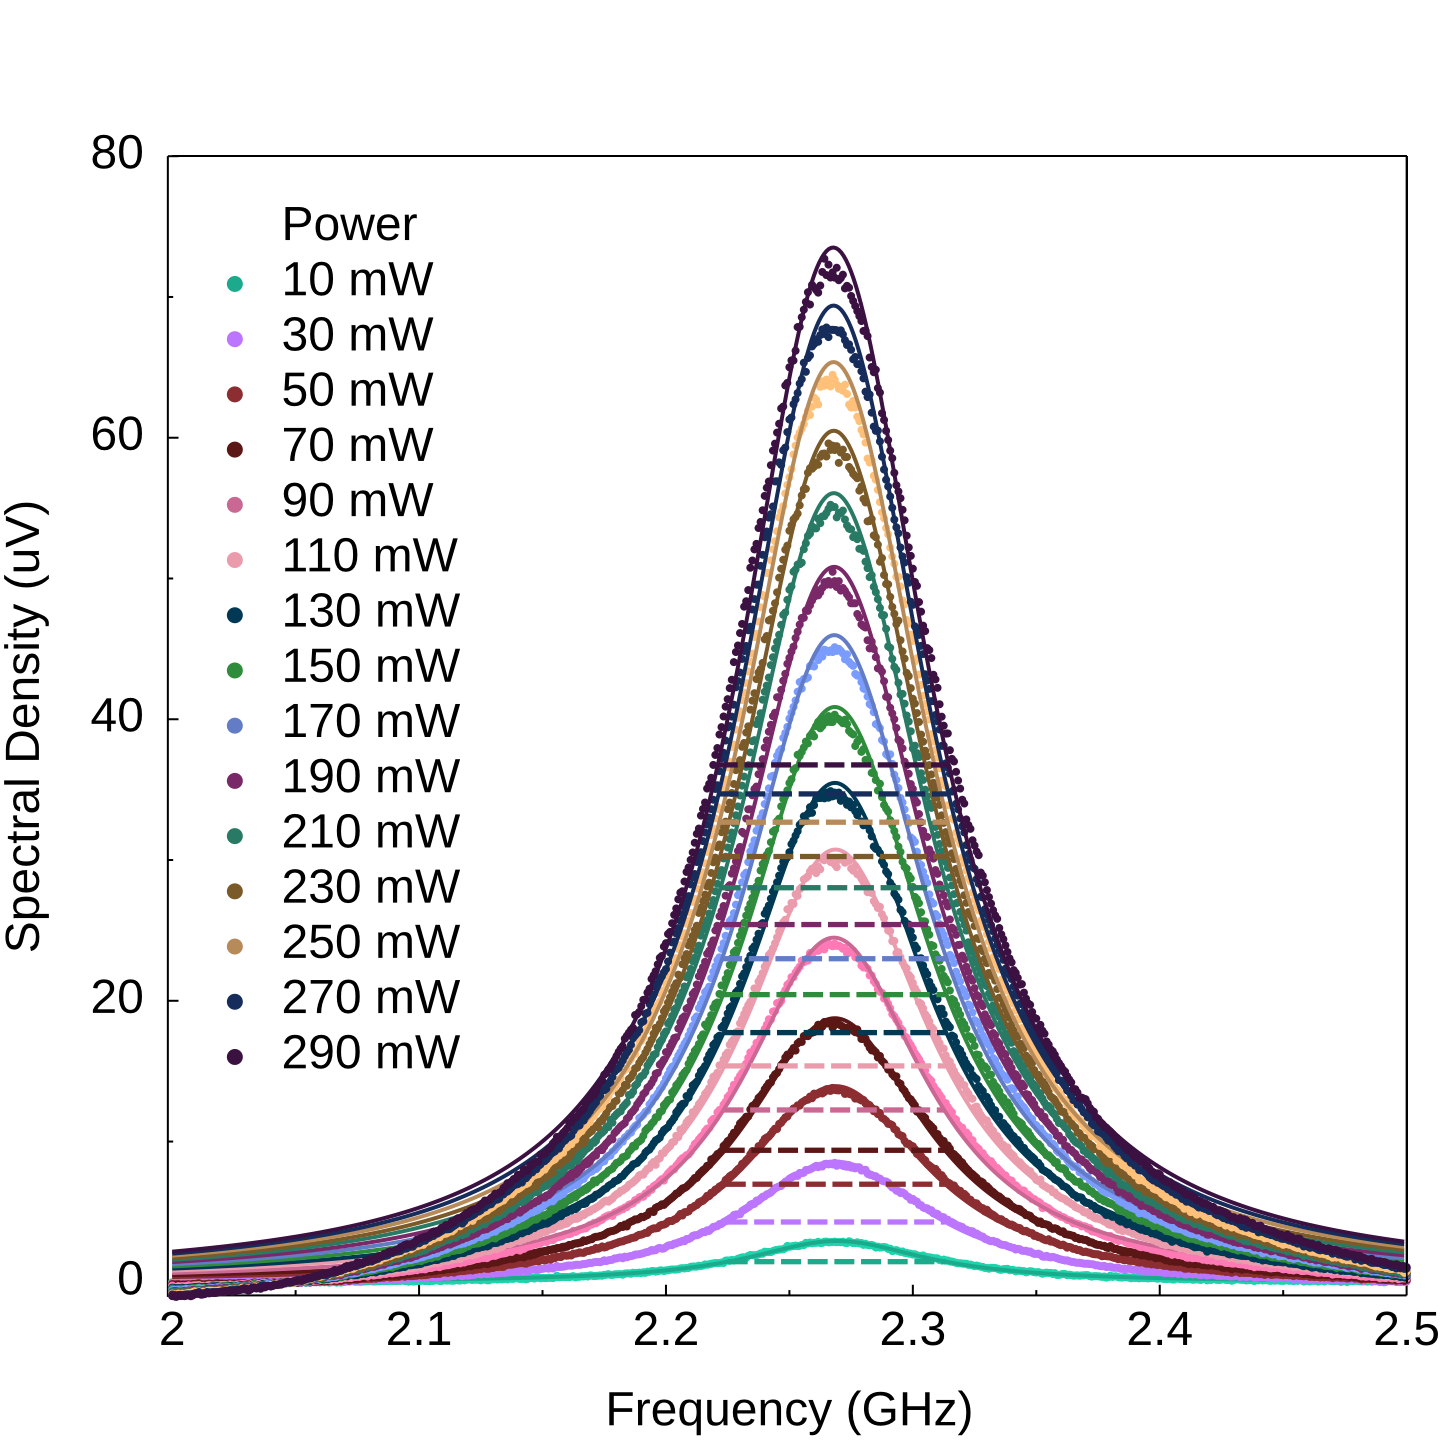 80
60
40
20
0
Spectral Density (uV)
Power
10 mW
30 mW
50 mW
70 mW
90 mW
110 mW
130 mW
150 mW
170 mW
190 mW
210 mW
230 mW
250 mW
270 mW
290 mW
2 2.1 2.2 2.3 2.4 2.5
Frequency (GHz)